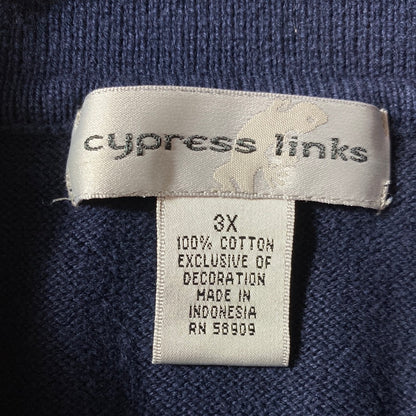 cypress links
3X
100% COTTON
EXCLUSIVE OF
DECORATION
MADE IN
INDONESIA
RN 58909